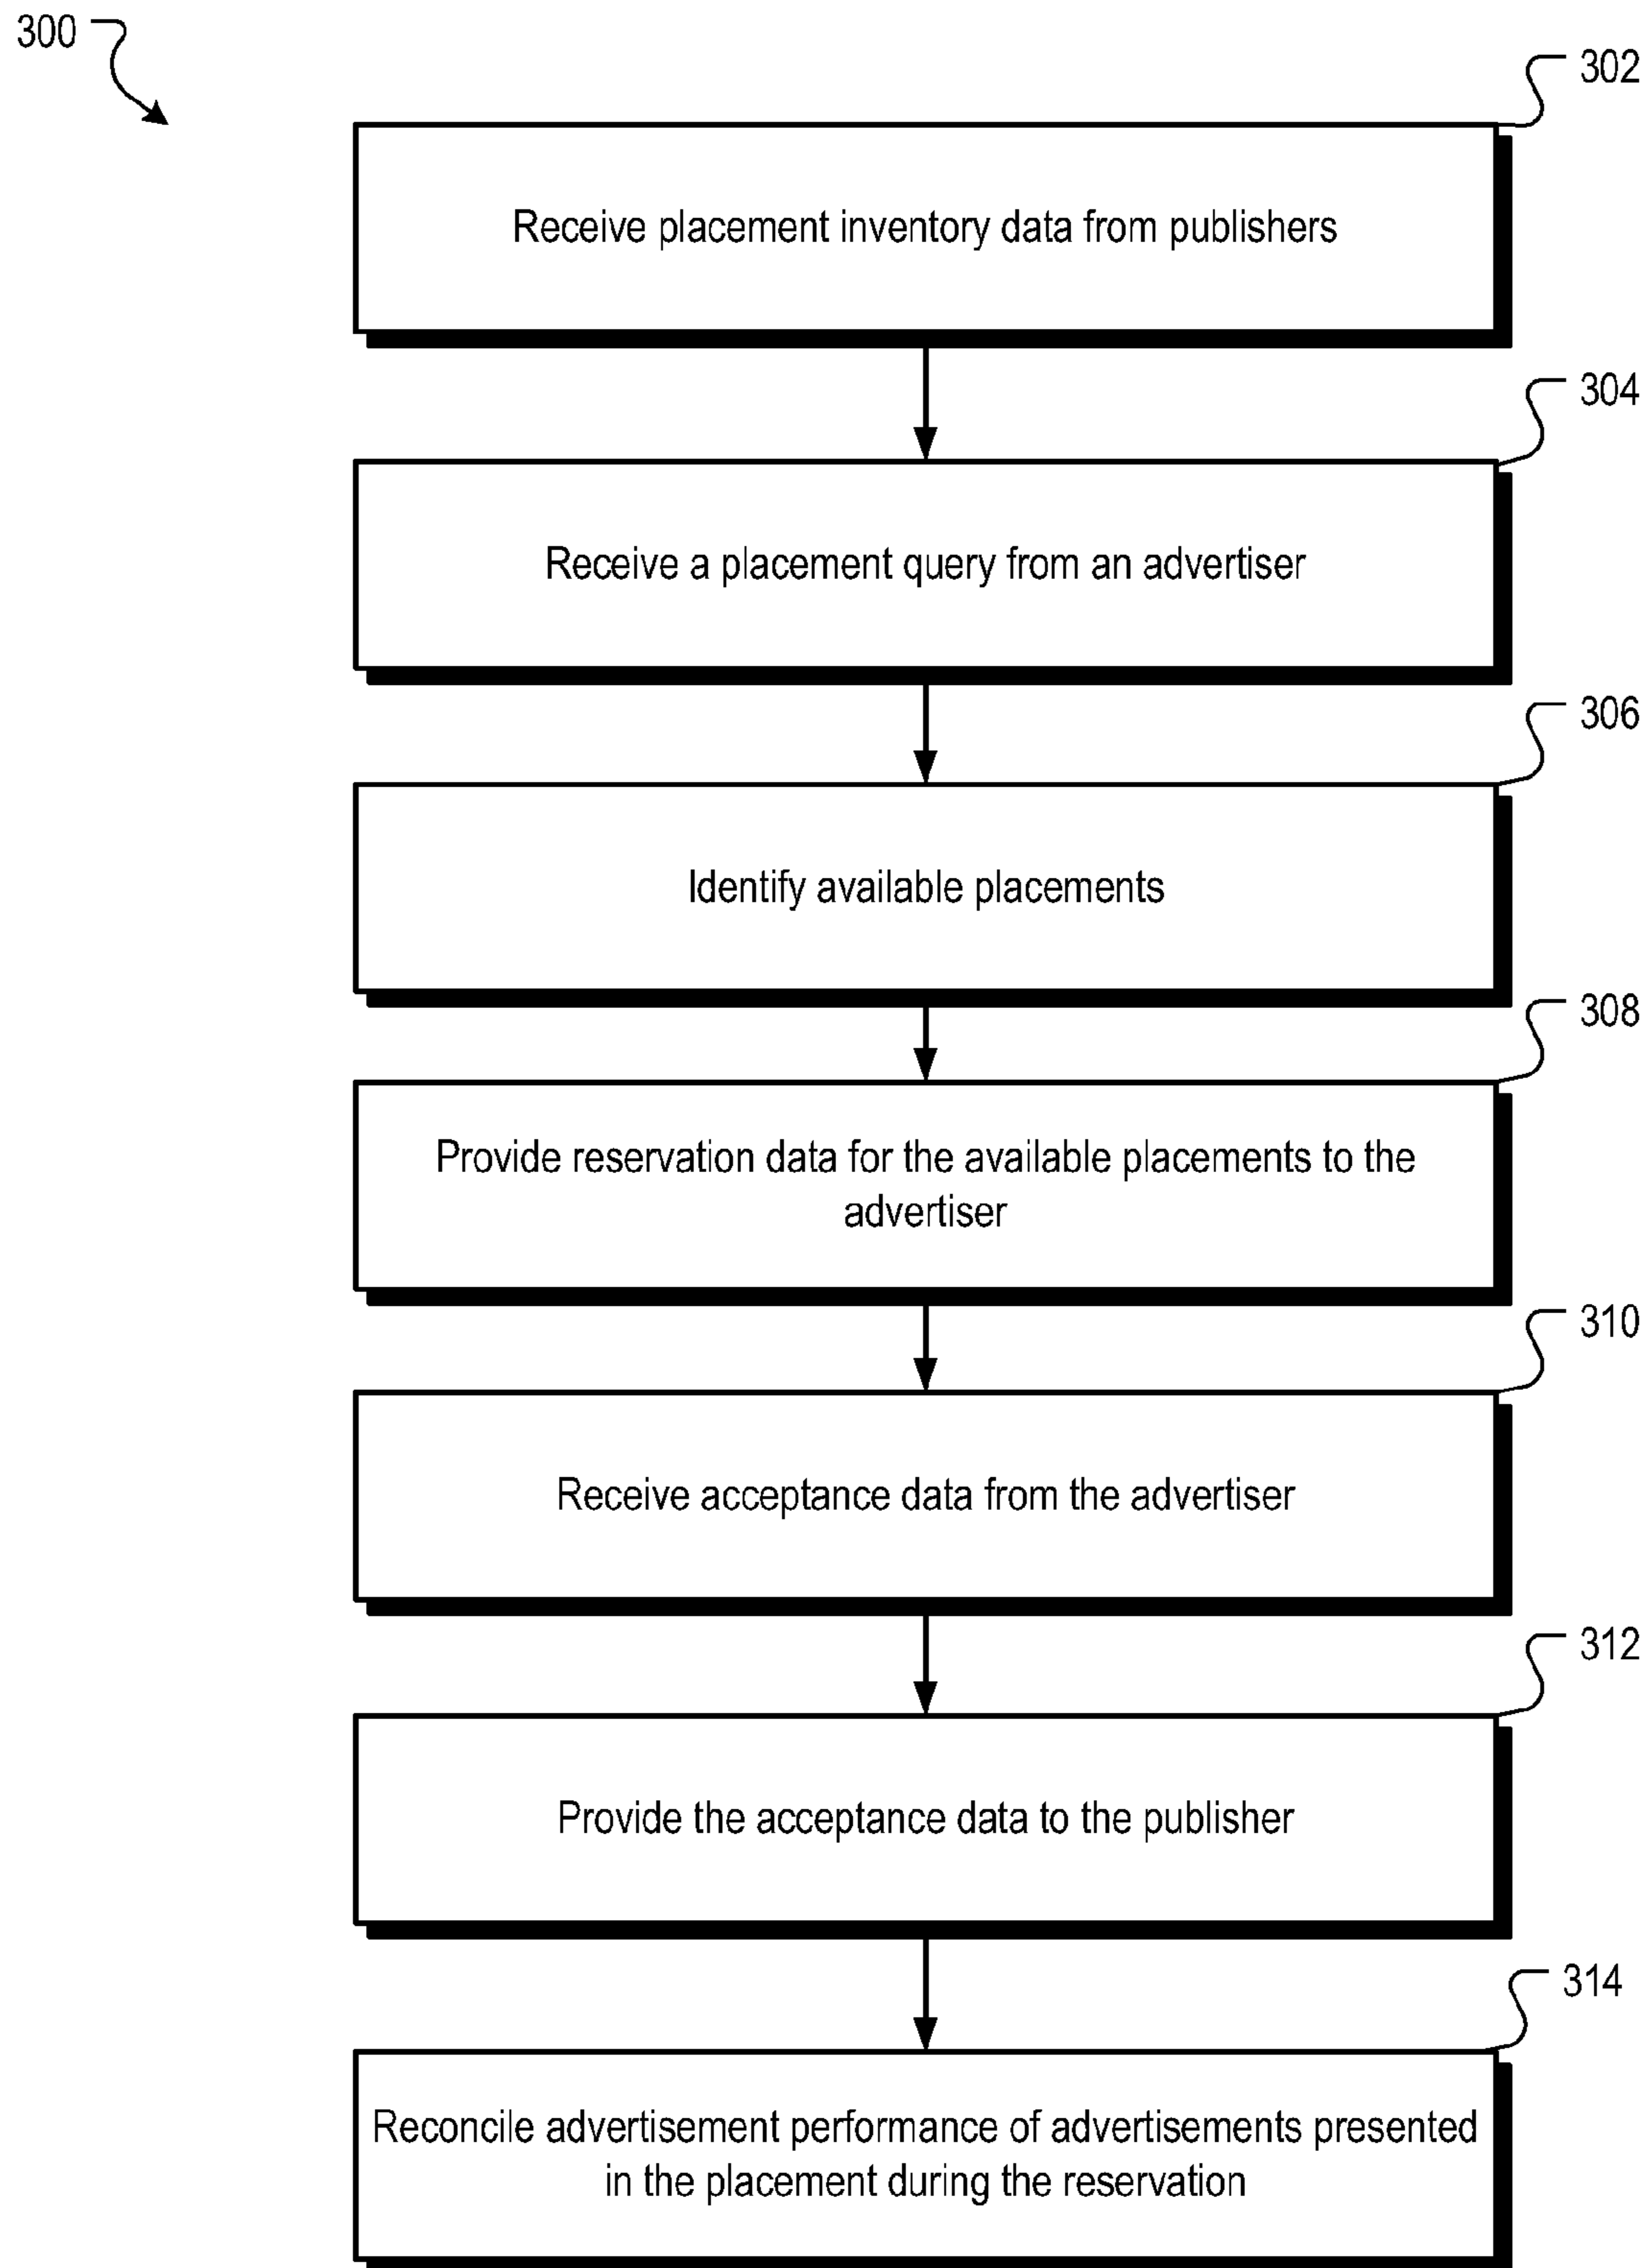 300
302
Receive placement inventory data from publishers
304
Receive a placement query from an advertiser
306
Identify available placements
308
Provide reservation data for the available placements to the
advertiser
310
Receive acceptance data from the advertiser
312
Provide the acceptance data to the publisher
314
Reconcile advertisement performance of advertisements presented
in the placement during the reservation